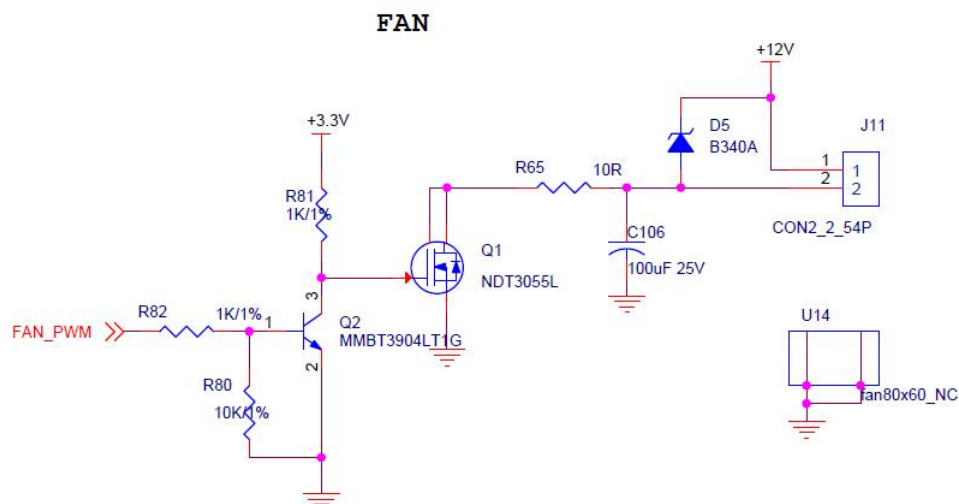 FAN
+12V
+3.3V
D5
B340A
J11
R65
10R
1
2
1
2
R81
1K/1%
C106
100uF 25V
CON2_2_54P
Q1
NDT3055L
3
R82
1K/1%
1
Q2
MMBT3904LT1G
FAN_PWM
2
U14
R80
10K/1%
fan80x60_NC